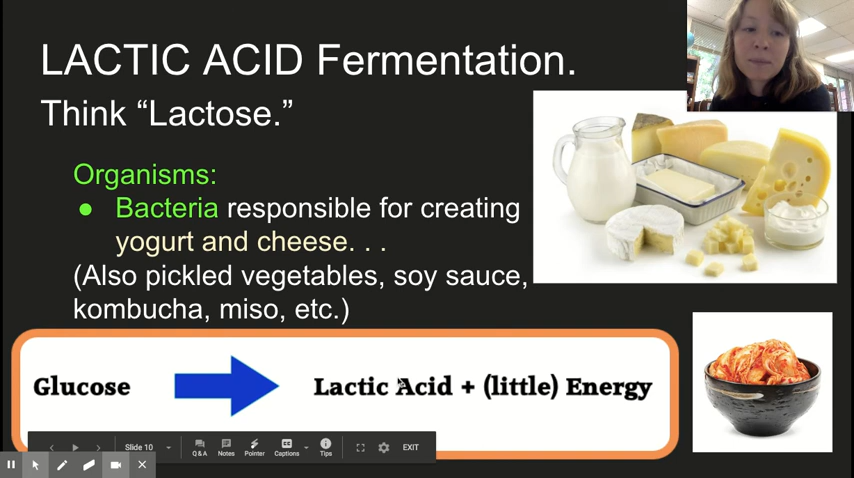 LACTIC ACID Fermentation.
Think “Lactose.”
Organisms:
● Bacteria responsible for creating
yogurt and cheese. . .
(Also pickled vegetables, soy sauce,
kombucha, miso, etc.)
Glucose
Lactic Acid + (little) Energy
Slide 10
Q & A
Notes
Pointer
Captions
Tips
EXIT